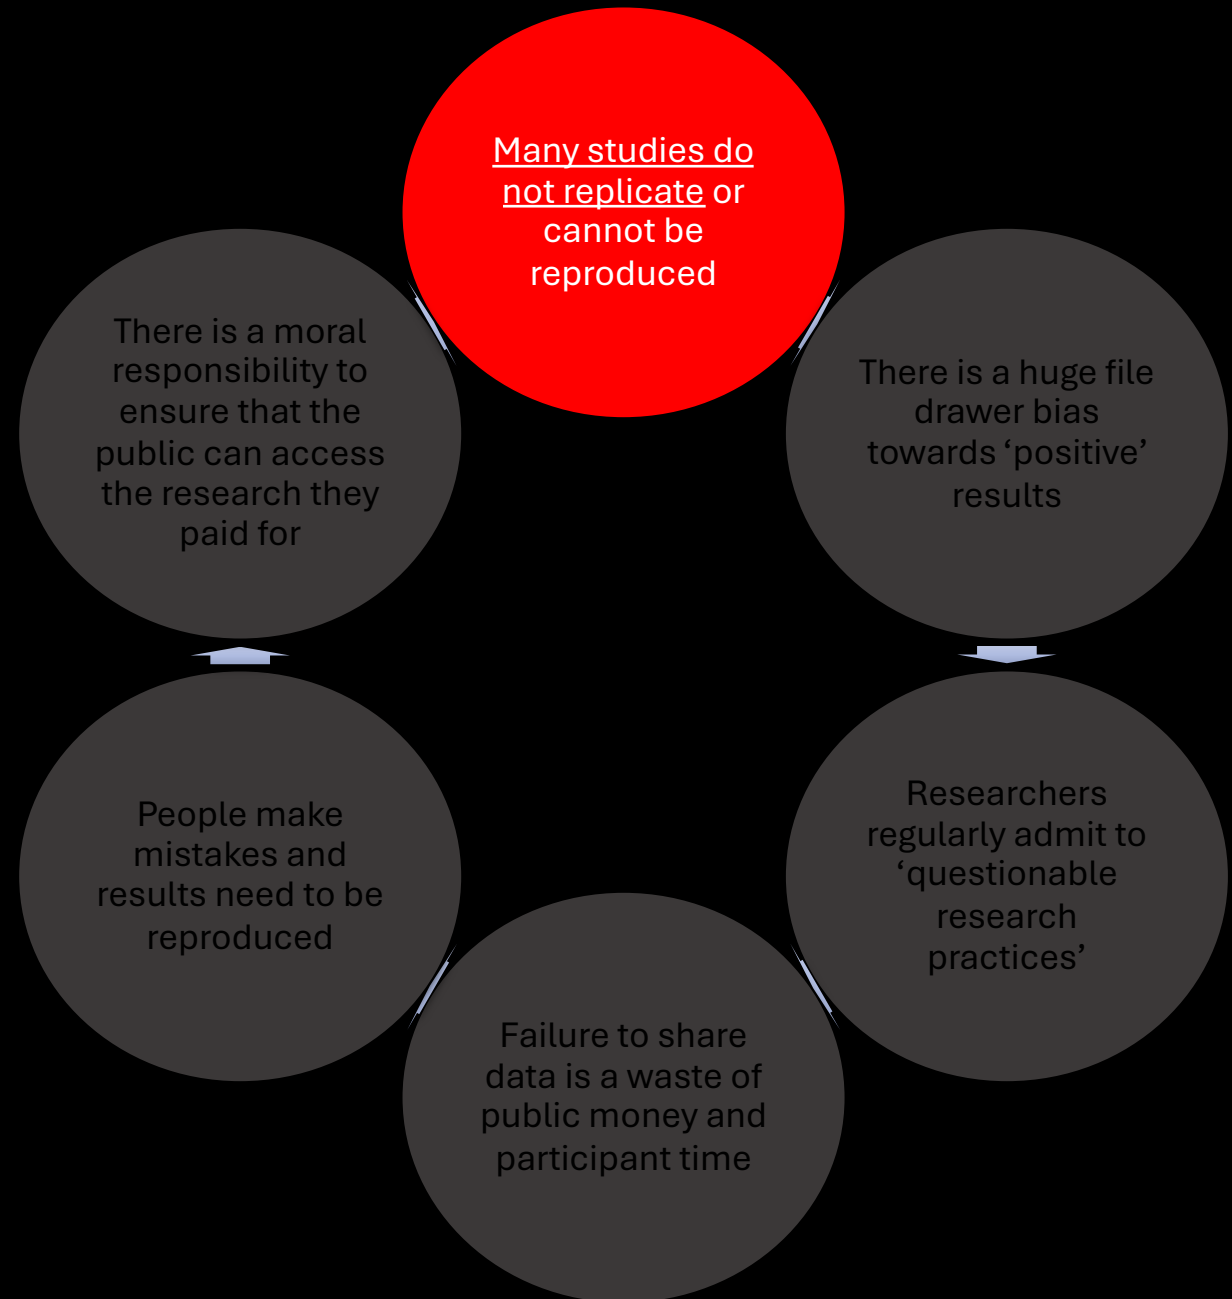 Many studies do
not replicate or
cannot be
reproduced
There is a huge file
drawer bias
towards ‘positive’
results
Researchers
regularly admit to
‘questionable
research
practices’
Failure to share
data is a waste of
public money and
participant time
People make
mistakes and
results need to be
reproduced
There is a moral
responsibility to
ensure that the
public can access
the research they
paid for